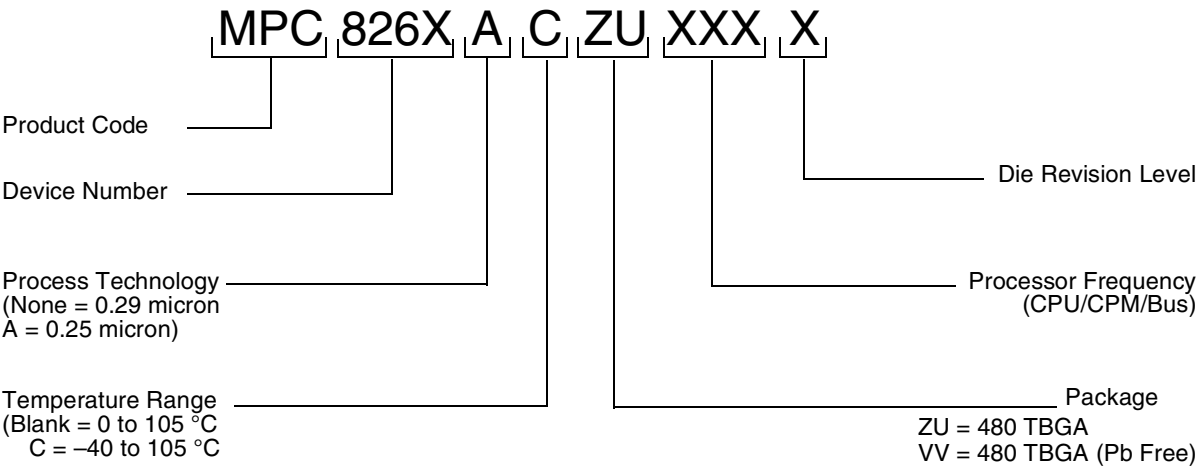 MPC 826X A C ZU XXX X
Product Code
Device Number
Die Revision Level
Process Technology
(None = 0.29 micron
A = 0.25 micron)
Processor Frequency
(CPU/CPM/Bus)
Temperature Range
(Blank = 0 to 105 °C
C = –40 to 105 °C
Package
ZU = 480 TBGA
VV = 480 TBGA (Pb Free)